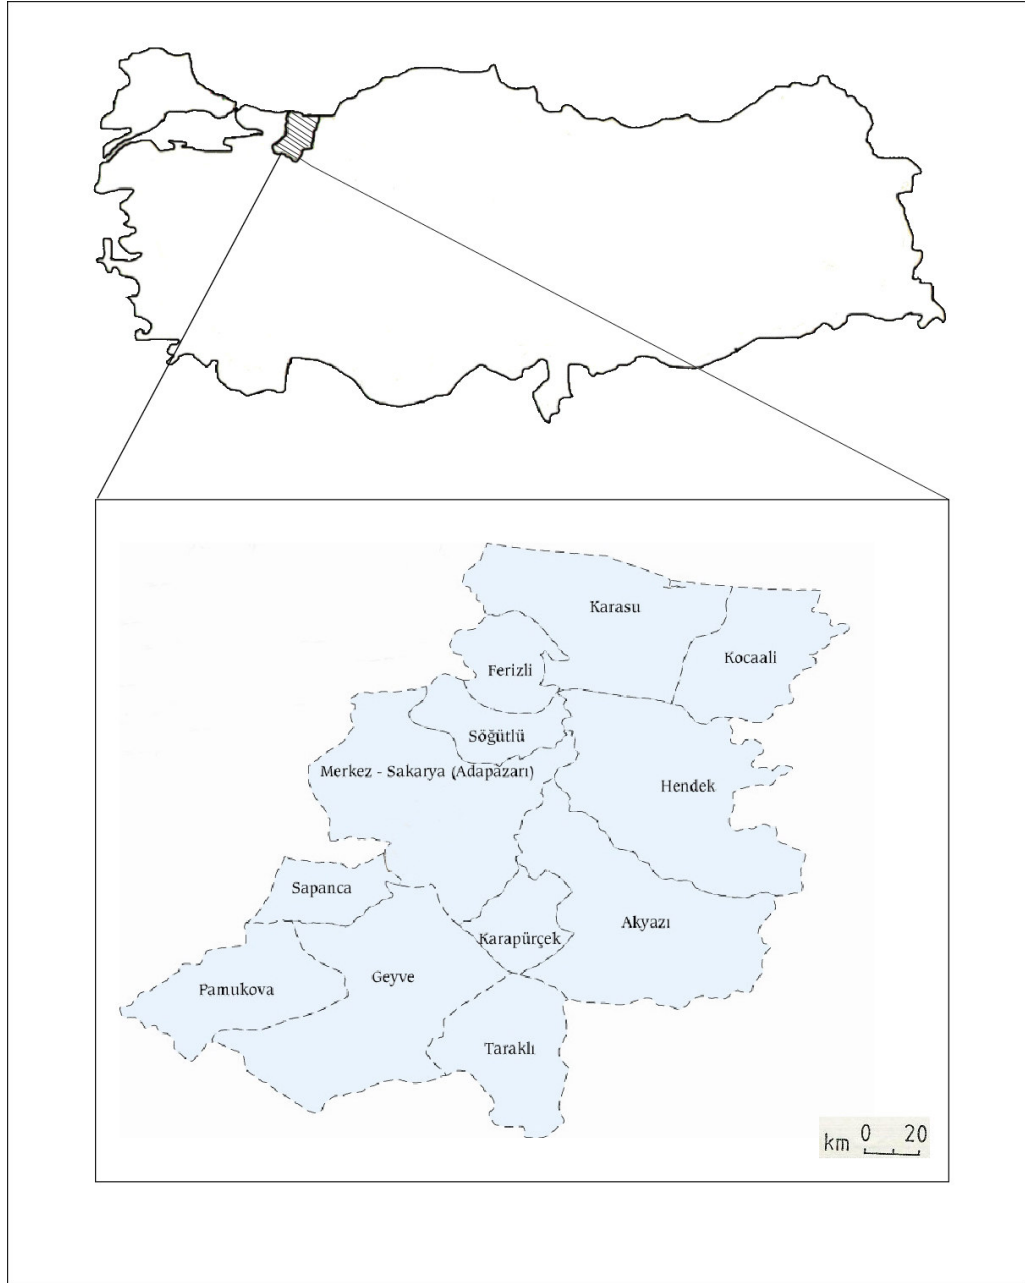 Karasu
Kocaali
Ferizli
Söğütlü
Merkez - Sakarya (Adapazarı)
Hendek
Sapanca
Akyazı
Karapürçek
Geyve
Pamukova
Taraklı
km 0 20